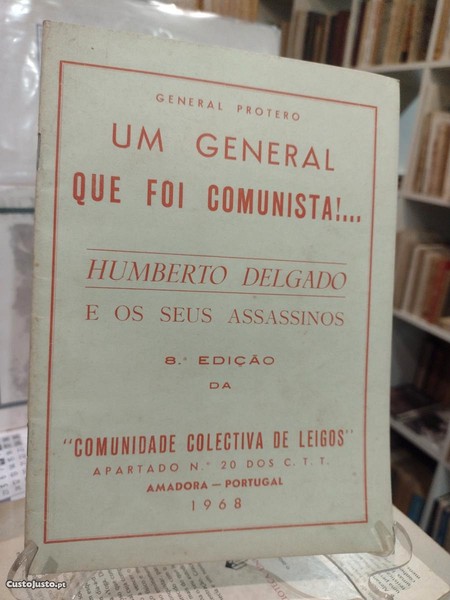 GENERAL PROTERO
UM GENERAL
QUE FOI COMUNISTA!...
HUMBERTO DELGADO
E OS SEUS ASSASSINOS
8.ª EDIÇÃO
DA
"COMUNIDADE COLECTIVA DE LEIGOS"
APARTADO N.º 20 DOS C. T. T.
AMADORA — PORTUGAL
1968
CustoJusto.pt